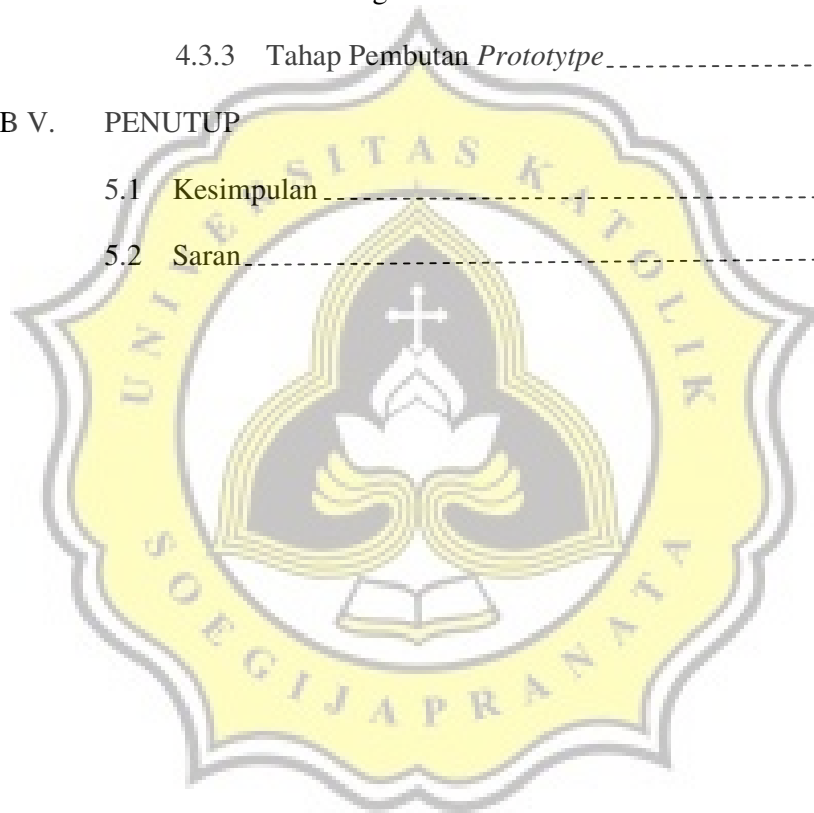 g
4.3.3 Tahap Pembutan Prototytpe
B V. PENUTUP
5.1 Kesimpulan
5.2 Saran
UNIVERSITAS KATOLIK
SOEGIJAPRANATA